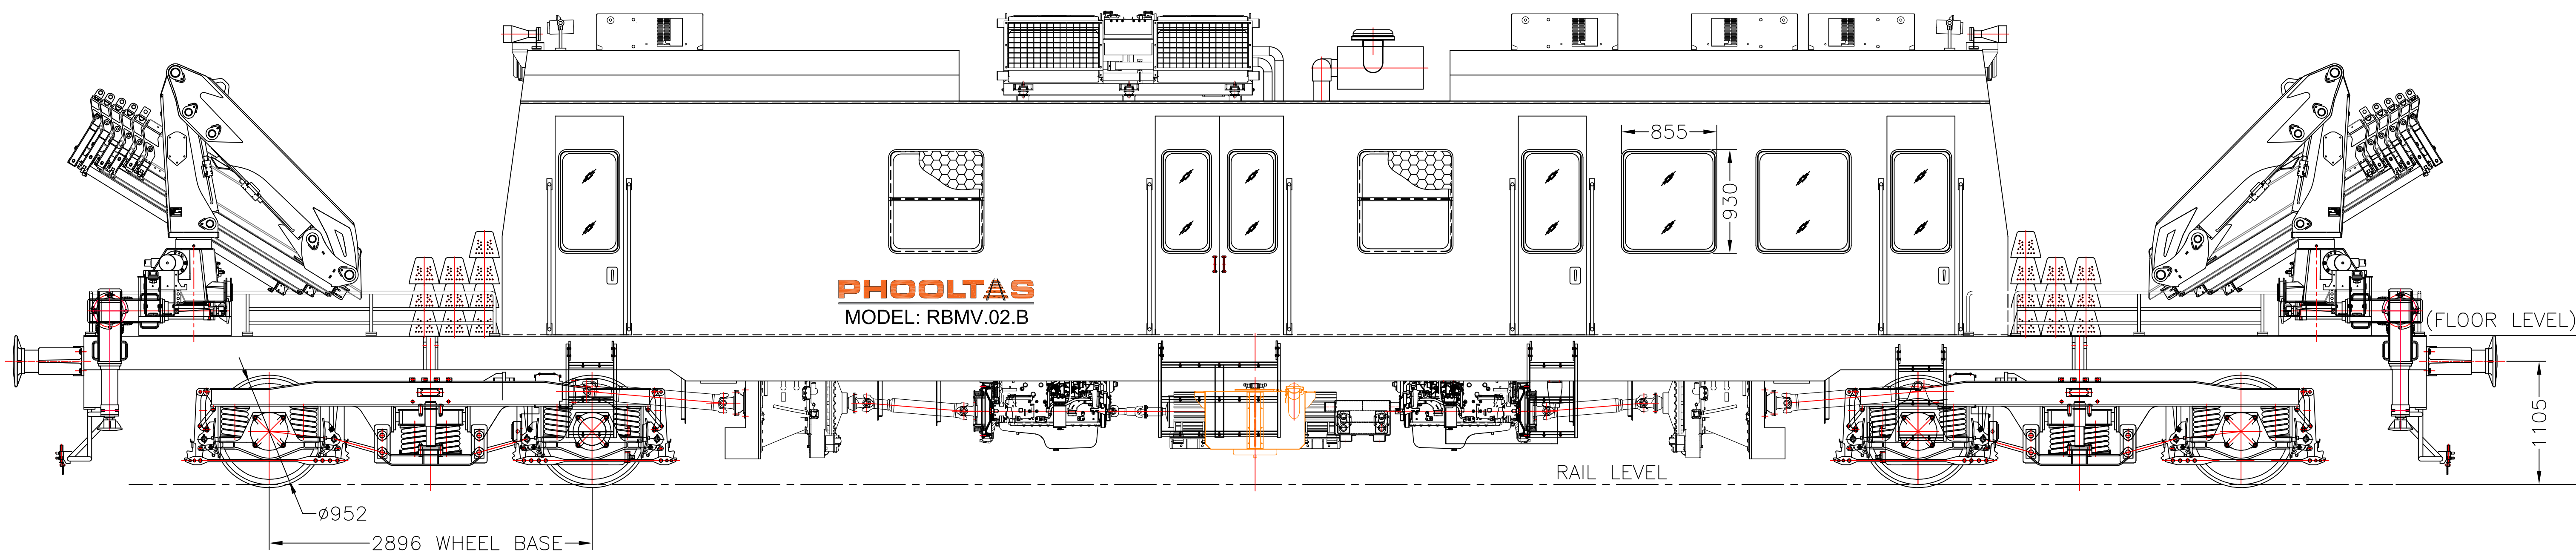 855
930
PHOOLTAS
MODEL: RBMV.02.B
(FLOOR LEVEL)
RAIL LEVEL
1105
ø952
2896 WHEEL BASE